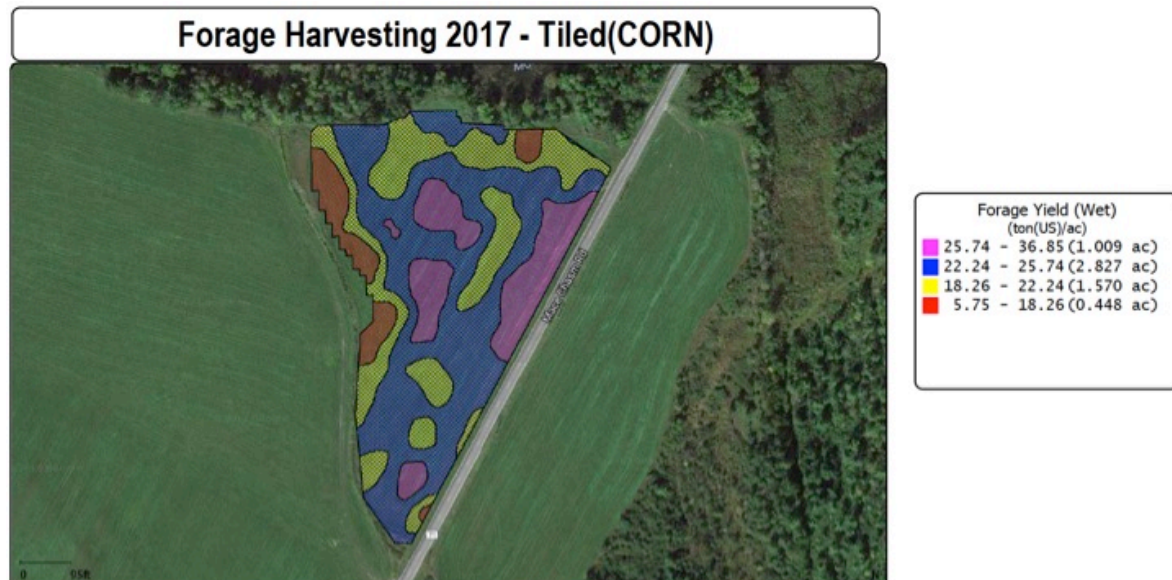 Forage Harvesting 2017 - Tiled(CORN)
Forage Yield (Wet)
(ton(US)/ac)
25.74 - 36.85(1.009 ac)
22.24 - 25.74(2.827 ac)
18.26 - 22.24(1.570 ac)
5.75 - 18.26(0.448 ac)
0
95ft